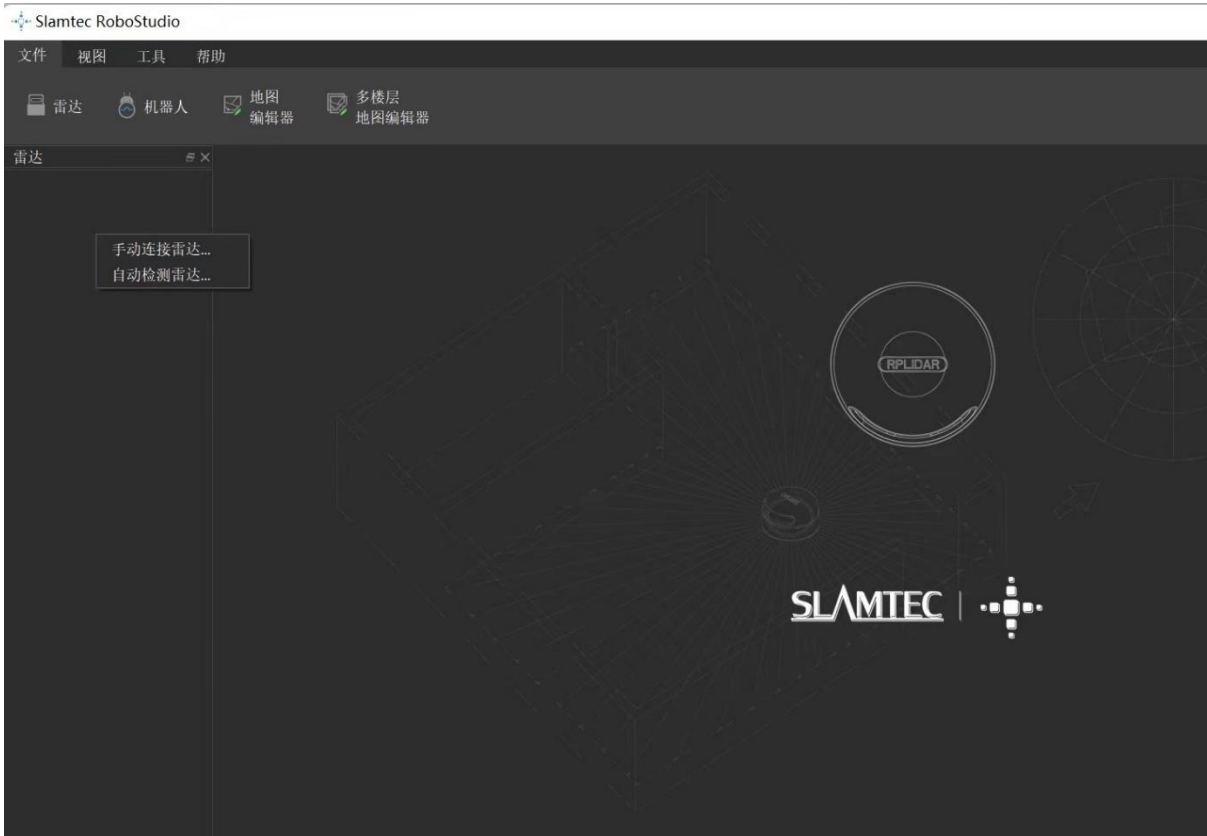 Slamtec RoboStudio
文件 视图 工具 帮助
雷达 机器人 地图 编辑器 多楼层 地图编辑器
雷达
手动连接雷达...
自动检测雷达...
RPLIDAR
SLAMTEC